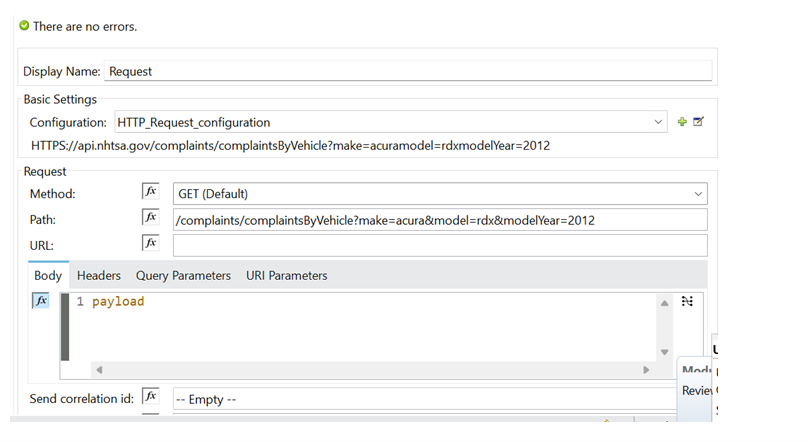 There are no errors.
Display Name: Request
Basic Settings
Configuration: HTTP_Request_configuration
HTTPS://api.nhtsa.gov/complaints/complaintsByVehicle?make=acuramodel=rdxmodelYear=2012
Request
Method: fx GET (Default)
Path: fx /complaints/complaintsByVehicle?make=acura&model=rdx&modelYear=2012
URL: fx
Body Headers Query Parameters URI Parameters
fx 1 payload
Send correlation id: fx -- Empty --